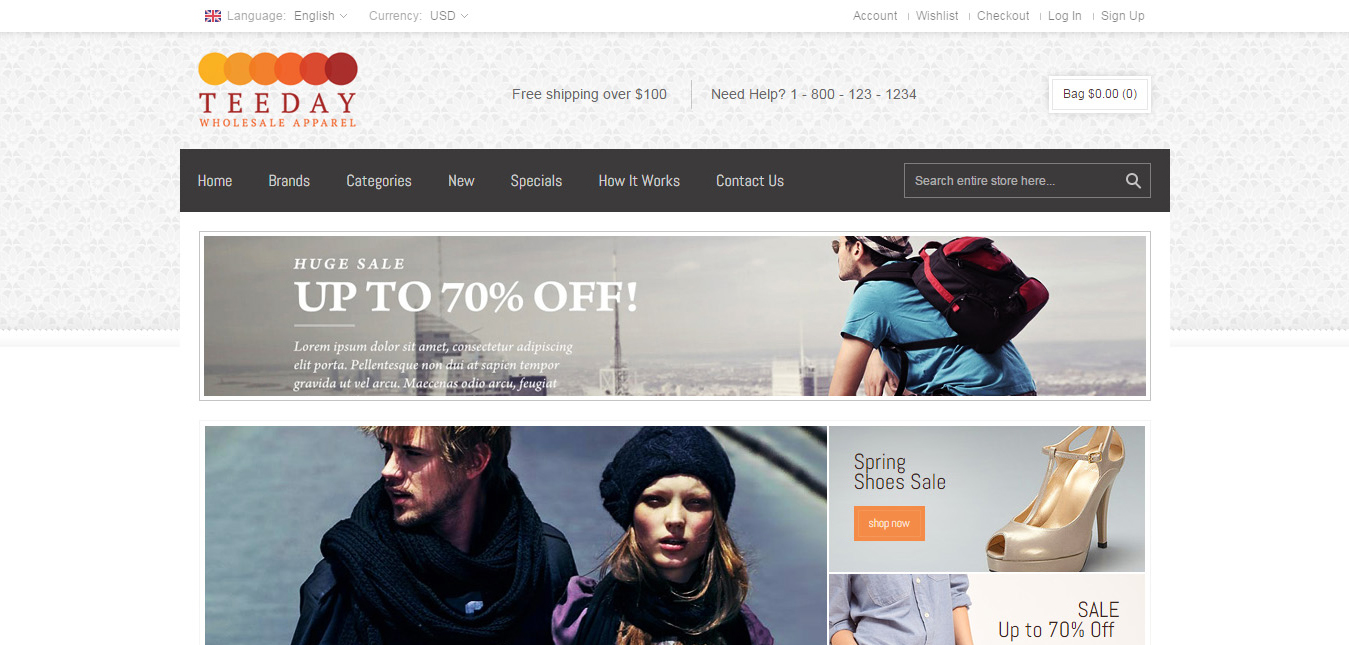 Language: English Currency: USD Account Wishlist Checkout Log In Sign Up
TEEDAY
WHOLESALE APPAREL
Free shipping over $100 Need Help? 1 - 800 - 123 - 1234 Bag $0.00 (0)
Home Brands Categories New Specials How It Works Contact Us Search entire store here...
HUGE SALE
UP TO 70% OFF!
Lorem ipsum dolor sit amet, consectetur adipiscing
elit porta. Pellentesque non dui at sapien tempor
gravida ut vel arcu. Maecenas odio arcu, feugiat
Spring
Shoes Sale
shop now
SALE
Up to 70% Off